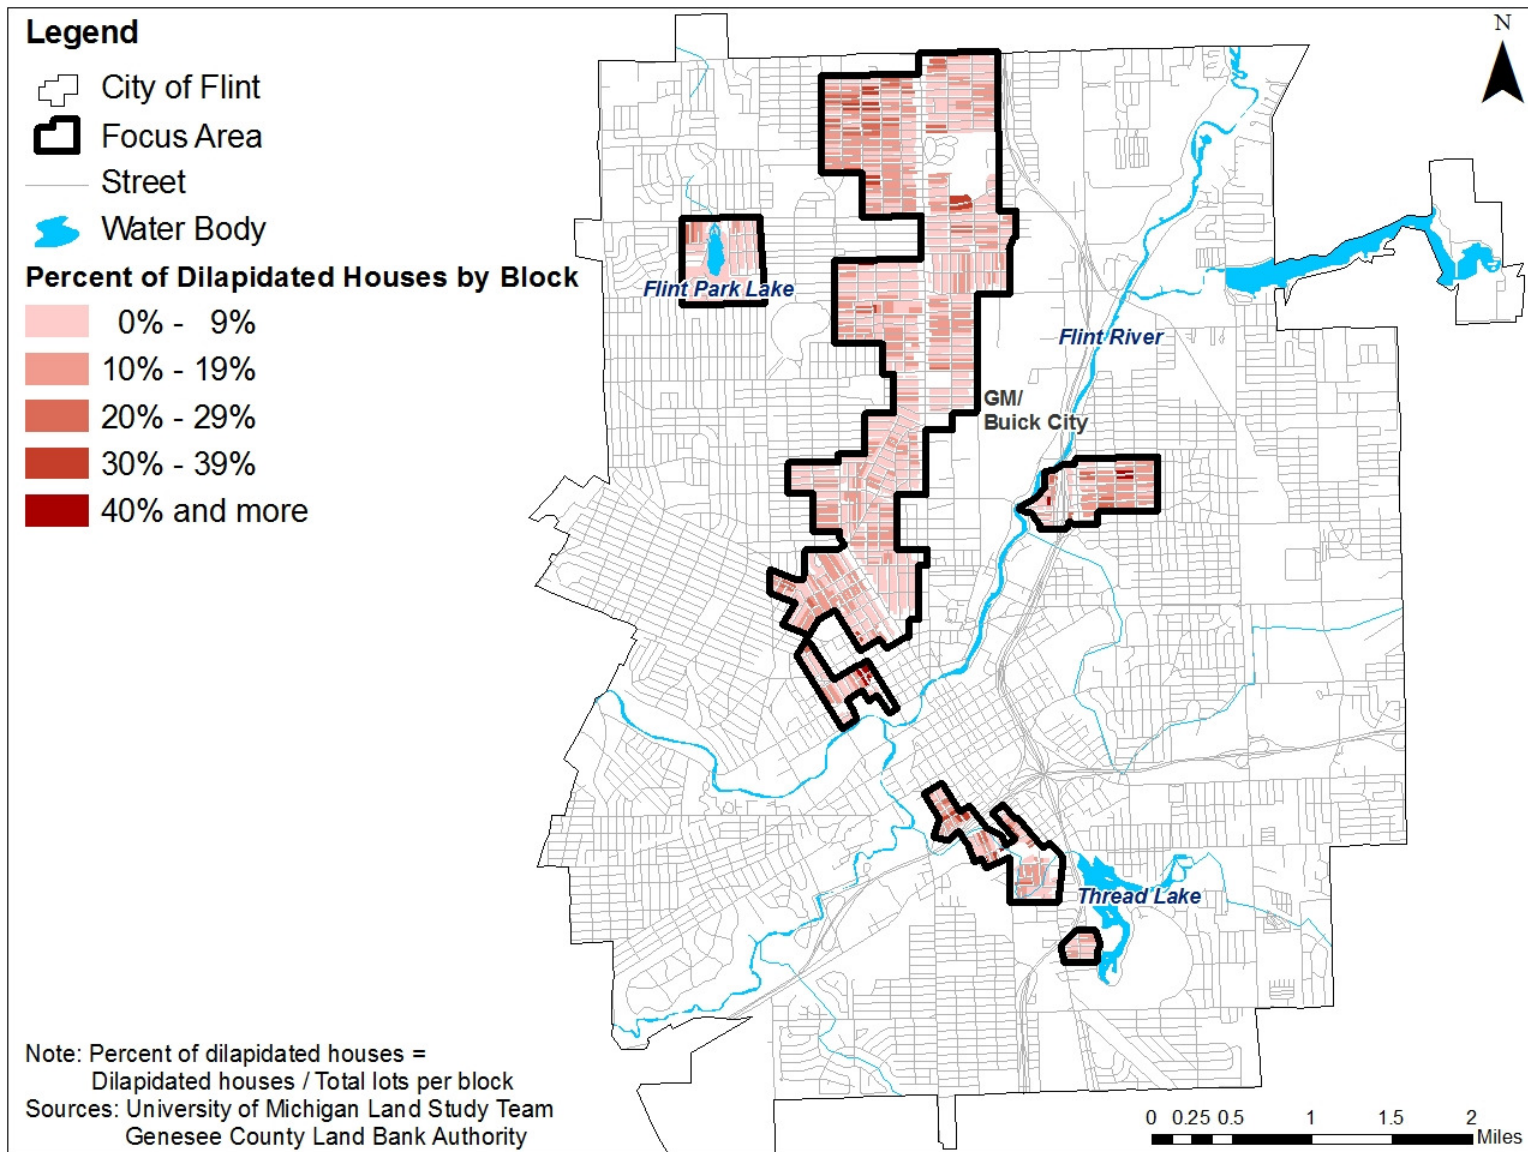 Legend
City of Flint
Focus Area
Street
Water Body
Percent of Dilapidated Houses by Block
0% - 9%
10% - 19%
20% - 29%
30% - 39%
40% and more
N
Flint Park Lake
Flint River
GM/
Buick City
Thread Lake
Note: Percent of dilapidated houses =
Dilapidated houses / Total lots per block
Sources: University of Michigan Land Study Team
Genesee County Land Bank Authority
0 0.25 0.5 1 1.5 2
Miles